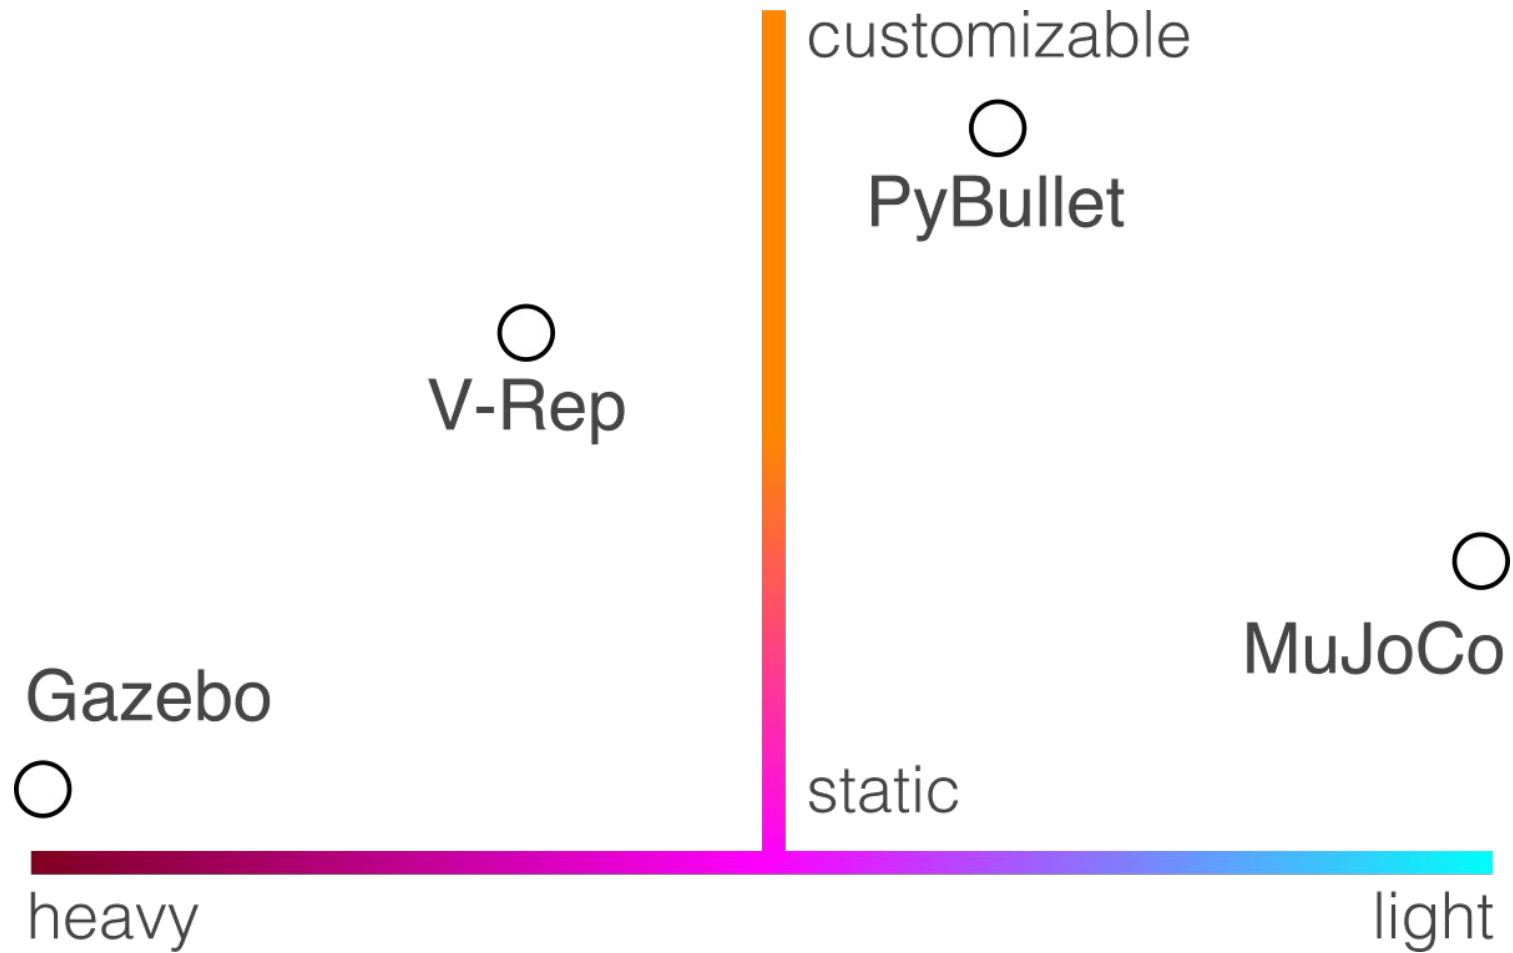 customizable
PyBullet
V-Rep
MuJoCo
Gazebo
static
heavy
light